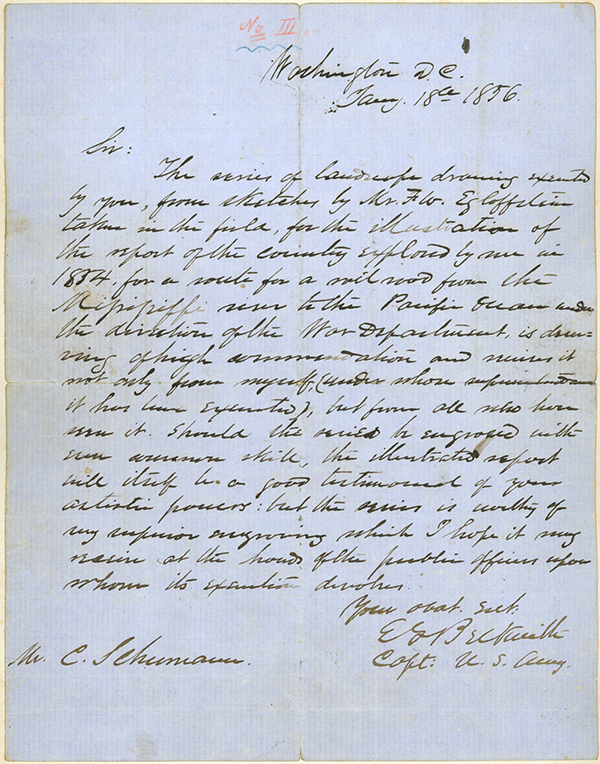 No III.
Washington D.C.
Jany. 18th 1856.
Sir:
The series of landscape drawing executed
by you, from sketches by Mr. F.W. Egloffstein
taken in the field, for the illustration of
the report of the country explored by me in
1854, for a route for a rail road from the
Mississippi river to the Pacific Ocean under
the direction of the War Department, is deser-
ving of high commendation and receives it
not only from myself, (under whose
it has been executed), but from all who have
seen it. Should the series be engraved with
even common skill, the illustrated report
will itself be a good testimonial of your
artistic powers: but the series is worthy of
superior engraving which I hope it may
receive at the hands of the public officers upon
whom its execution devolves.
Your obdt. Svt.
E G Beckwith
Capt. U.S. Army.
Mr. C. Schumann.